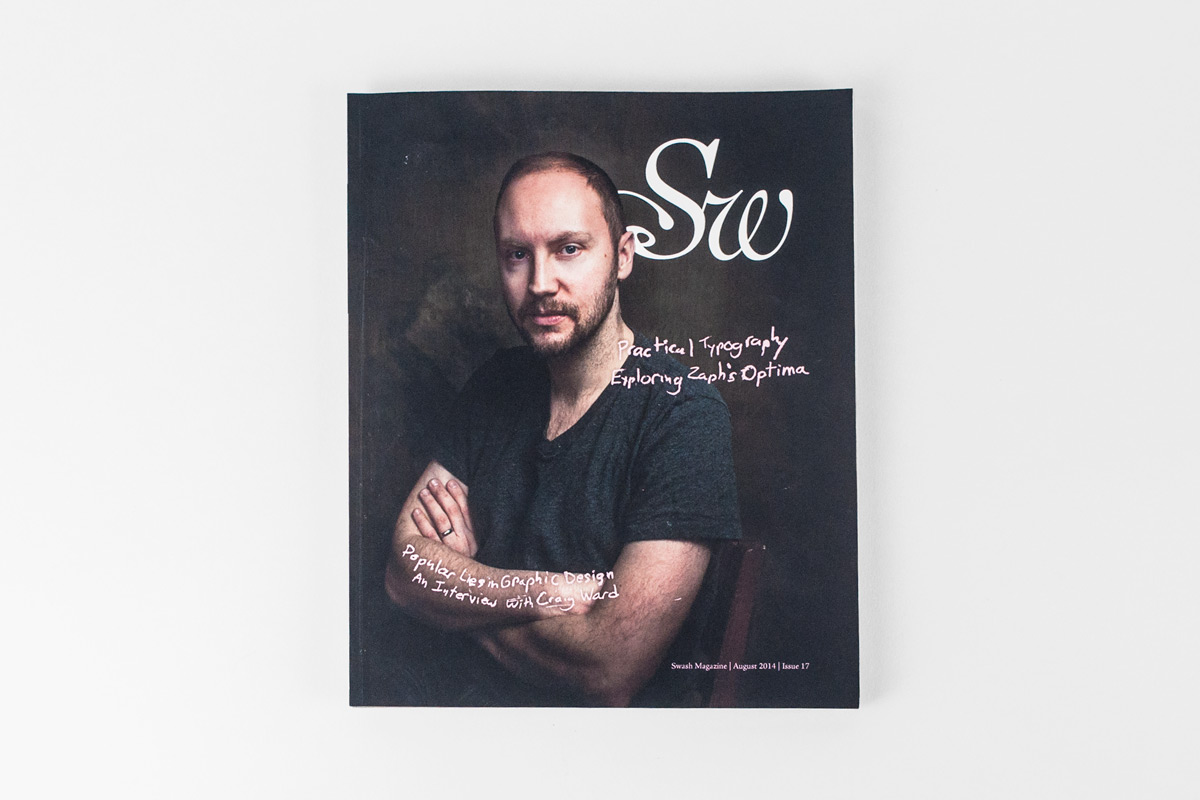 Sw
Practical Typography
Exploring Zaph's Optima
Popular Lies in Graphic Design
An Interview with Craig Ward
Swash Magazine | August 2014 | Issue 17